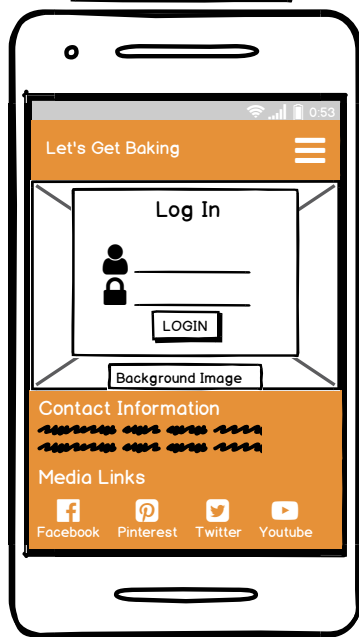 0:53
Let's Get Baking
Log In
LOGIN
Background Image
Contact Information
Media Links
Facebook Pinterest Twitter Youtube